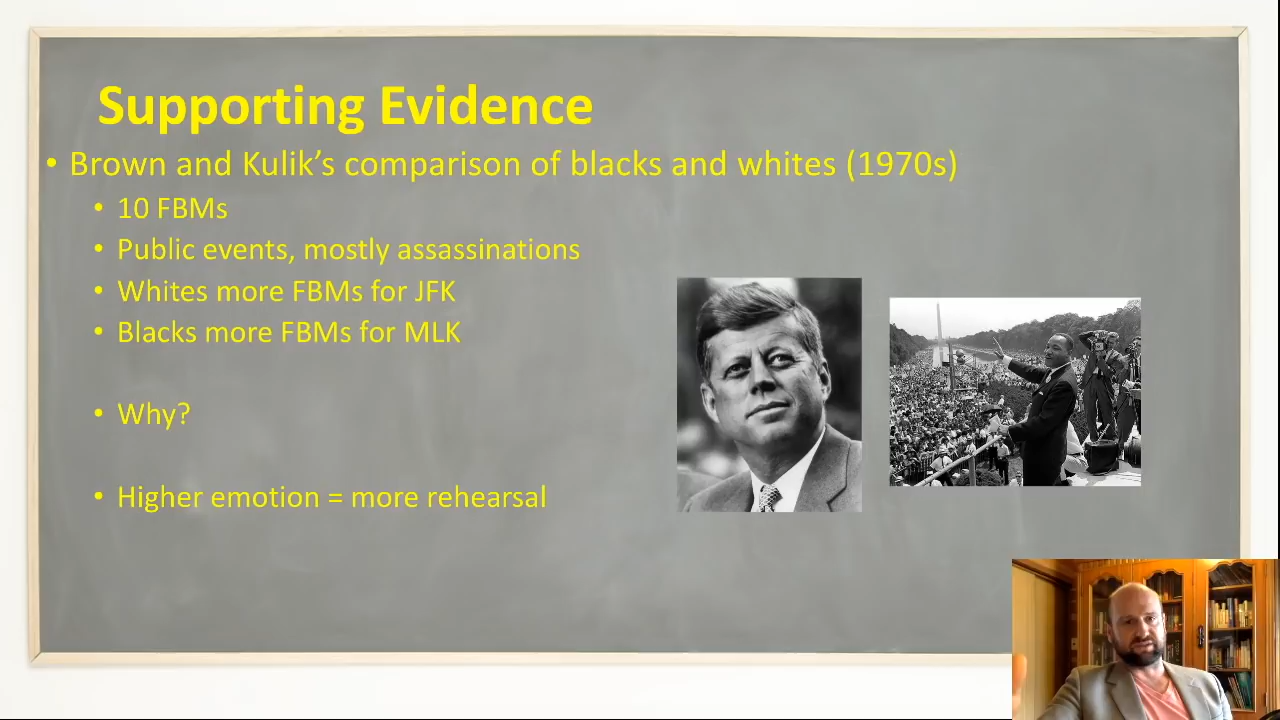 Supporting Evidence
• Brown and Kulik's comparison of blacks and whites (1970s)
• 10 FBMs
• Public events, mostly assassinations
• Whites more FBMs for JFK
• Blacks more FBMs for MLK
• Why?
• Higher emotion = more rehearsal